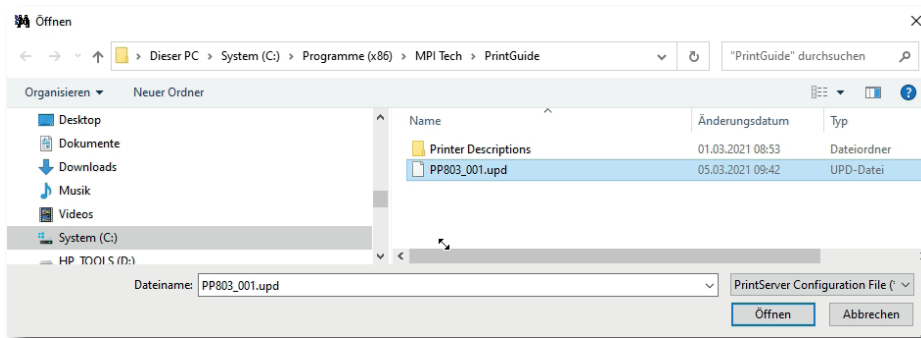 Öffnen
Dieser PC > System (C:) > Programme (x86) > MPI Tech > PrintGuide
"PrintGuide" durchsuchen
Organisieren Neuer Ordner
Desktop
Dokumente
Downloads
Musik
Videos
System (C:)
HP_TOOLS (D:)
Name Änderungsdatum Typ
Printer Descriptions 01.03.2021 08:53 Dateiordner
PP803_001.upd 05.03.2021 09:42 UPD-Datei
Dateiname: PP803_001.upd PrintServer Configuration File (*
Öffnen Abbrechen